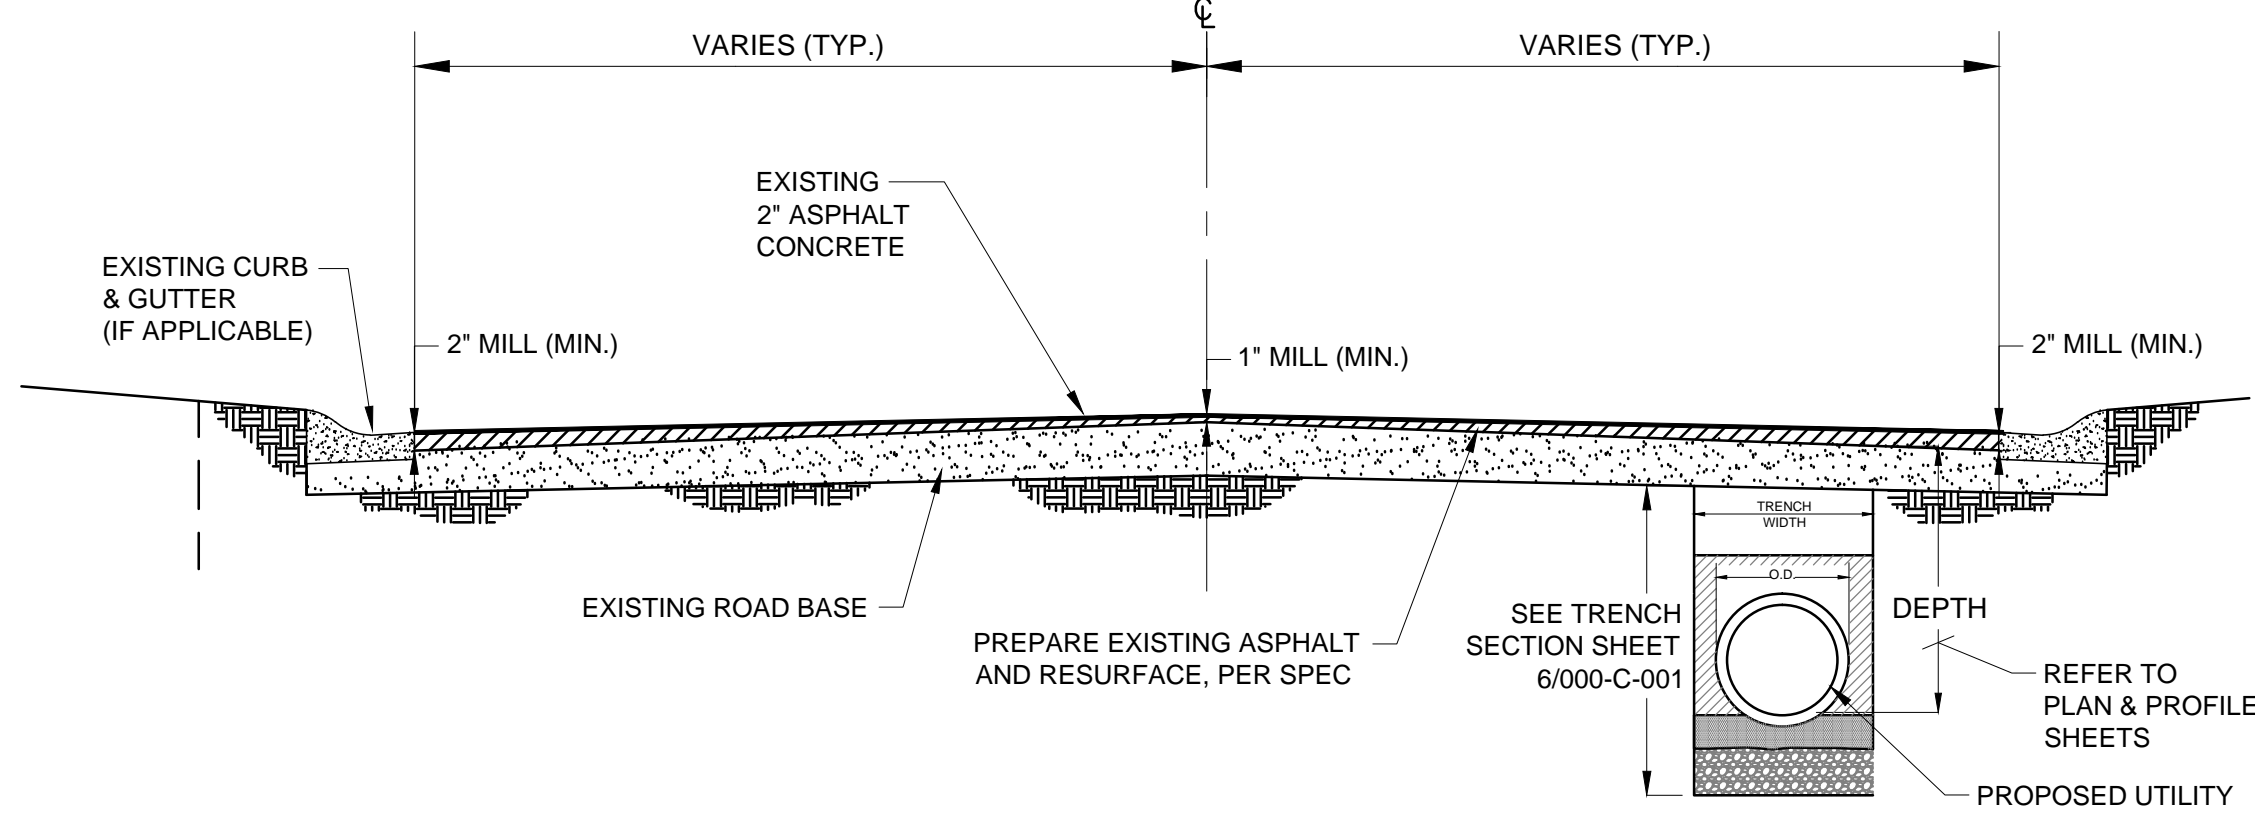 ℄
VARIES (TYP.)
VARIES (TYP.)
EXISTING
2" ASPHALT
CONCRETE
EXISTING CURB
& GUTTER
(IF APPLICABLE)
2" MILL (MIN.)
1" MILL (MIN.)
2" MILL (MIN.)
TRENCH
WIDTH
O.D.
EXISTING ROAD BASE
PREPARE EXISTING ASPHALT
AND RESURFACE, PER SPEC
SEE TRENCH
SECTION SHEET
6/000-C-001
DEPTH
REFER TO
PLAN & PROFILE
SHEETS
PROPOSED UTILITY